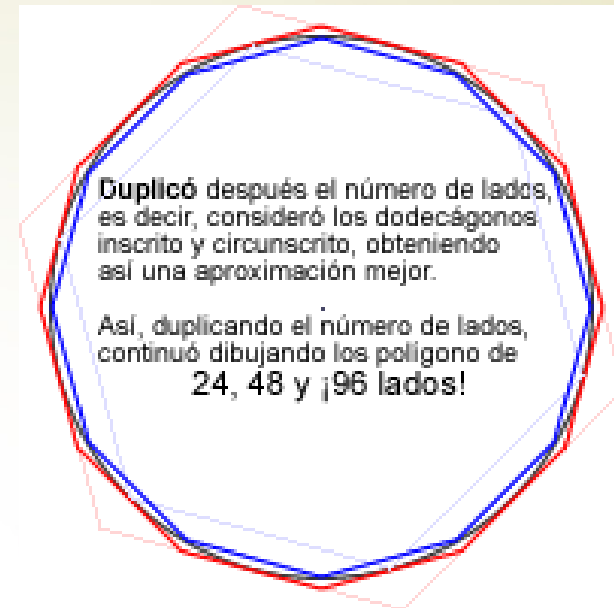 Duplicó después el número de lados,
es decir, consideró los dodecágonos
inscrito y circunscrito, obteniendo
así una aproximación mejor.
Así, duplicando el número de lados,
continuó dibujando los polígono de
24, 48 y ¡96 lados!